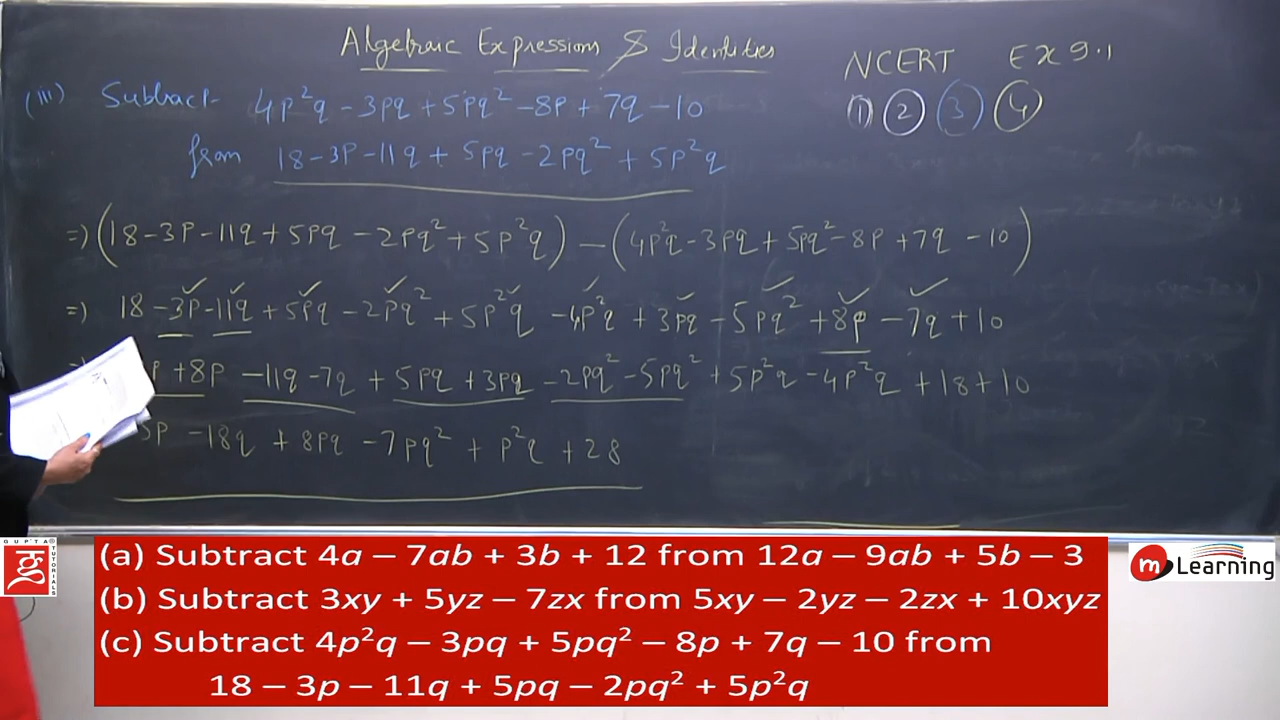 Algebraic Expressions & Identities
NCERT Ex 9.1
① ② ③ ④
(iii) Subtract 4p²q - 3pq + 5pq² - 8p + 7q - 10
from 18 - 3p - 11q + 5pq - 2pq² + 5p²q
=> (18 - 3p - 11q + 5pq - 2pq² + 5p²q) - (4p²q - 3pq + 5pq² - 8p + 7q - 10)
=> 18 - 3p - 11q + 5pq - 2pq² + 5p²q - 4p²q + 3pq - 5pq² + 8p - 7q + 10
p + 8p - 11q - 7q + 5pq + 3pq - 2pq² - 5pq² + 5p²q - 4p²q + 18 + 10
5p - 18q + 8pq - 7pq² + p²q + 28
(a) Subtract 4a − 7ab + 3b + 12 from 12a − 9ab + 5b − 3
(b) Subtract 3xy + 5yz − 7zx from 5xy − 2yz − 2zx + 10xyz
(c) Subtract 4p²q − 3pq + 5pq² − 8p + 7q − 10 from
18 − 3p − 11q + 5pq − 2pq² + 5p²q
GUPTA TUTORIALS
m Learning